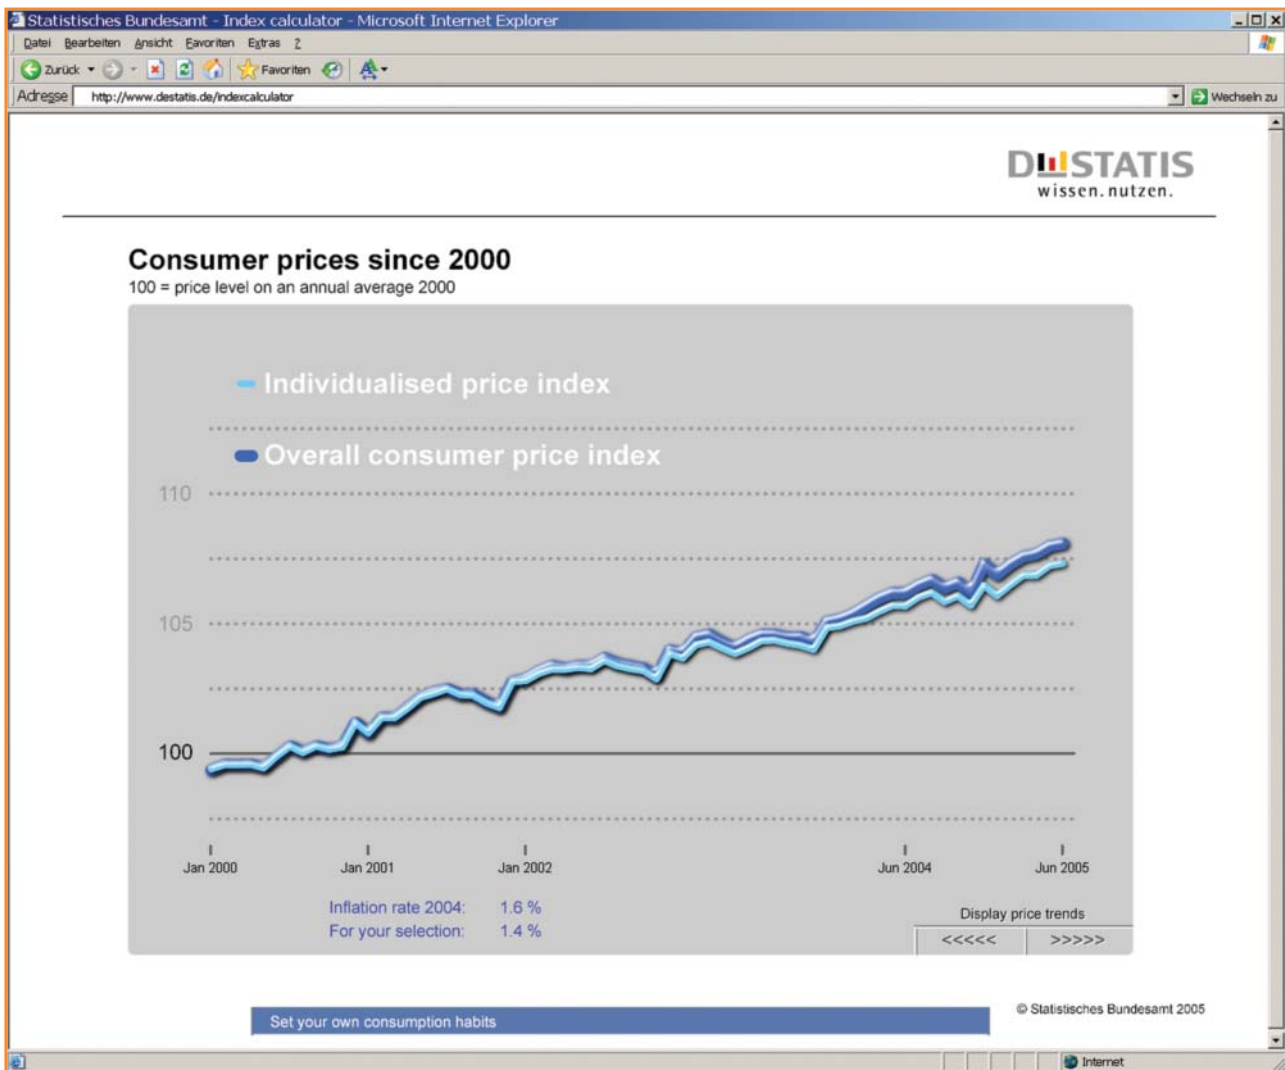 Statistisches Bundesamt - Index calculator - Microsoft Internet Explorer
Datei Bearbeiten Ansicht Favoriten Extras ?
Zurück Favoriten
Adresse http://www.destatis.de/indexcalculator Wechseln zu
DESTATIS
wissen.nutzen.
Consumer prices since 2000
100 = price level on an annual average 2000
Individualised price index
Overall consumer price index
110
105
100
Jan 2000 Jan 2001 Jan 2002 Jun 2004 Jun 2005
Inflation rate 2004: 1.6 %
For your selection: 1.4 %
Display price trends
<<<<< >>>>>
Set your own consumption habits
© Statistisches Bundesamt 2005
Internet